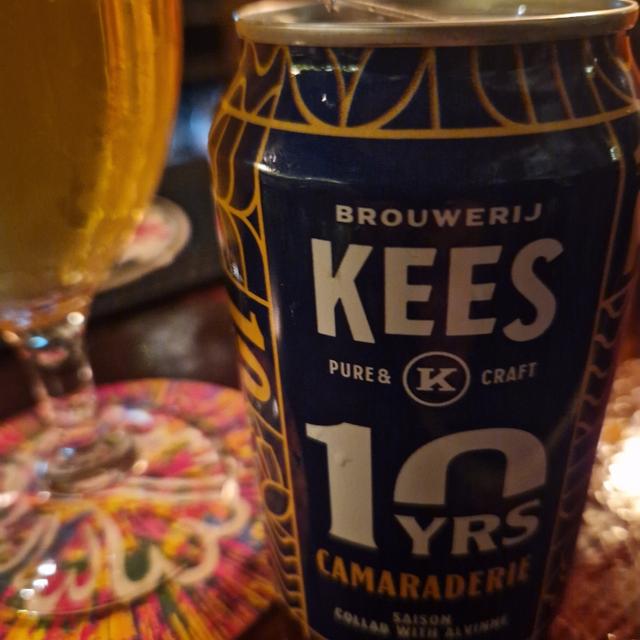 BROUWERIJ
KEES
PURE & K CRAFT
10
YRS
CAMARADERIE
SAISON
COLLAB WITH ALVINNE